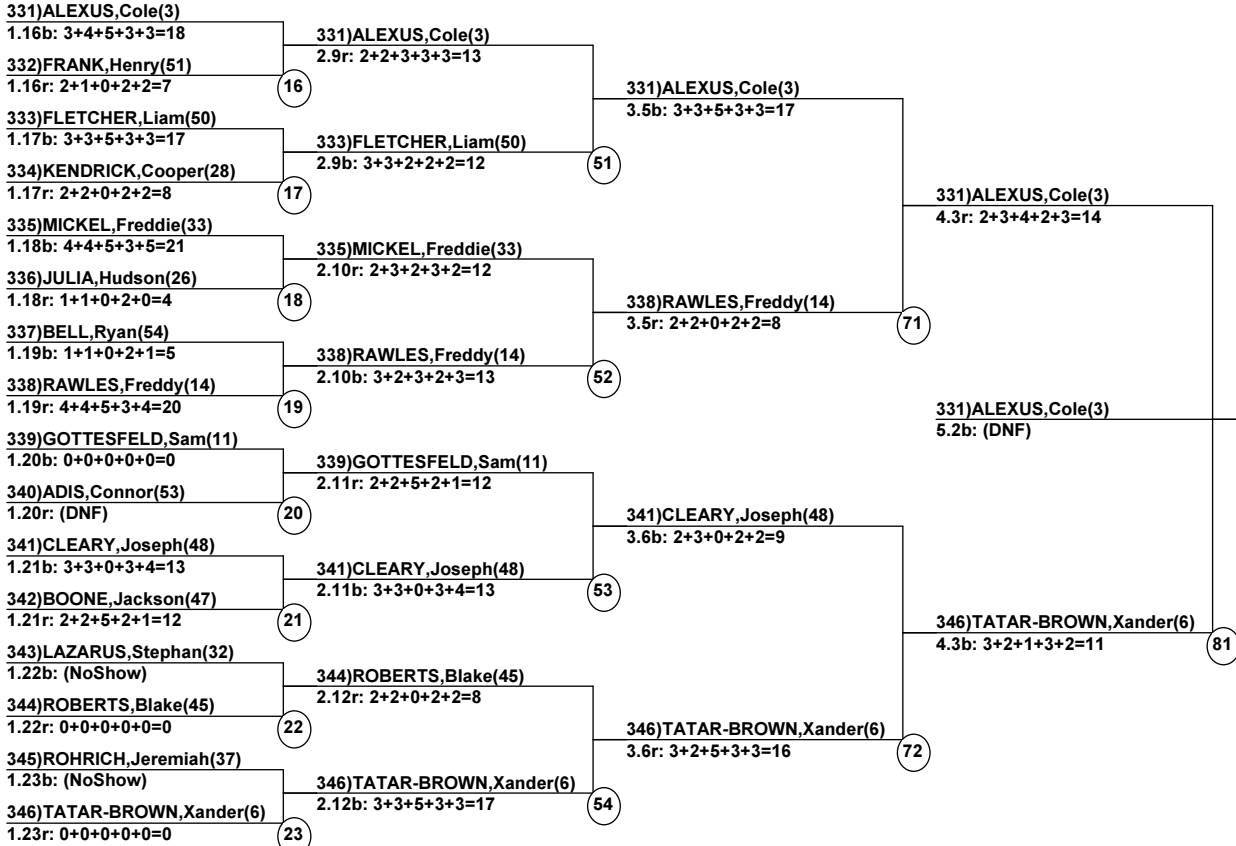 331)ALEXUS,Cole(3)
1.16b: 3+4+5+3+3=18
332)FRANK,Henry(51)
1.16r: 2+1+0+2+2=7
16
333)FLETCHER,Liam(50)
1.17b: 3+3+5+3+3=17
334)KENDRICK,Cooper(28)
1.17r: 2+2+0+2+2=8
17
335)MICKEL,Freddie(33)
1.18b: 4+4+5+3+5=21
336)JULIA,Hudson(26)
1.18r: 1+1+0+2+0=4
18
337)BELL,Ryan(54)
1.19b: 1+1+0+2+1=5
338)RAWLES,Freddy(14)
1.19r: 4+4+5+3+4=20
19
339)GOTTESFELD,Sam(11)
1.20b: 0+0+0+0+0=0
340)ADIS,Connor(53)
1.20r: (DNF)
20
341)CLEARY,Joseph(48)
1.21b: 3+3+0+3+4=13
342)BOONE,Jackson(47)
1.21r: 2+2+5+2+1=12
21
343)LAZARUS,Stephan(32)
1.22b: (NoShow)
344)ROBERTS,Blake(45)
1.22r: 0+0+0+0+0=0
22
345)ROHRICH,Jeremiah(37)
1.23b: (NoShow)
346)TATAR-BROWN,Xander(6)
1.23r: 0+0+0+0+0=0
23
331)ALEXUS,Cole(3)
2.9r: 2+2+3+3+3=13
333)FLETCHER,Liam(50)
2.9b: 3+3+2+2+2=12
51
335)MICKEL,Freddie(33)
2.10r: 2+3+2+3+2=12
338)RAWLES,Freddy(14)
2.10b: 3+2+3+2+3=13
52
339)GOTTESFELD,Sam(11)
2.11r: 2+2+5+2+1=12
341)CLEARY,Joseph(48)
2.11b: 3+3+0+3+4=13
53
344)ROBERTS,Blake(45)
2.12r: 2+2+0+2+2=8
346)TATAR-BROWN,Xander(6)
2.12b: 3+3+5+3+3=17
54
331)ALEXUS,Cole(3)
3.5b: 3+3+5+3+3=17
338)RAWLES,Freddy(14)
3.5r: 2+2+0+2+2=8
71
341)CLEARY,Joseph(48)
3.6b: 2+3+0+2+2=9
346)TATAR-BROWN,Xander(6)
3.6r: 3+2+5+3+3=16
72
331)ALEXUS,Cole(3)
4.3r: 2+3+4+2+3=14
331)ALEXUS,Cole(3)
5.2b: (DNF)
346)TATAR-BROWN,Xander(6)
4.3b: 3+2+1+3+2=11
81